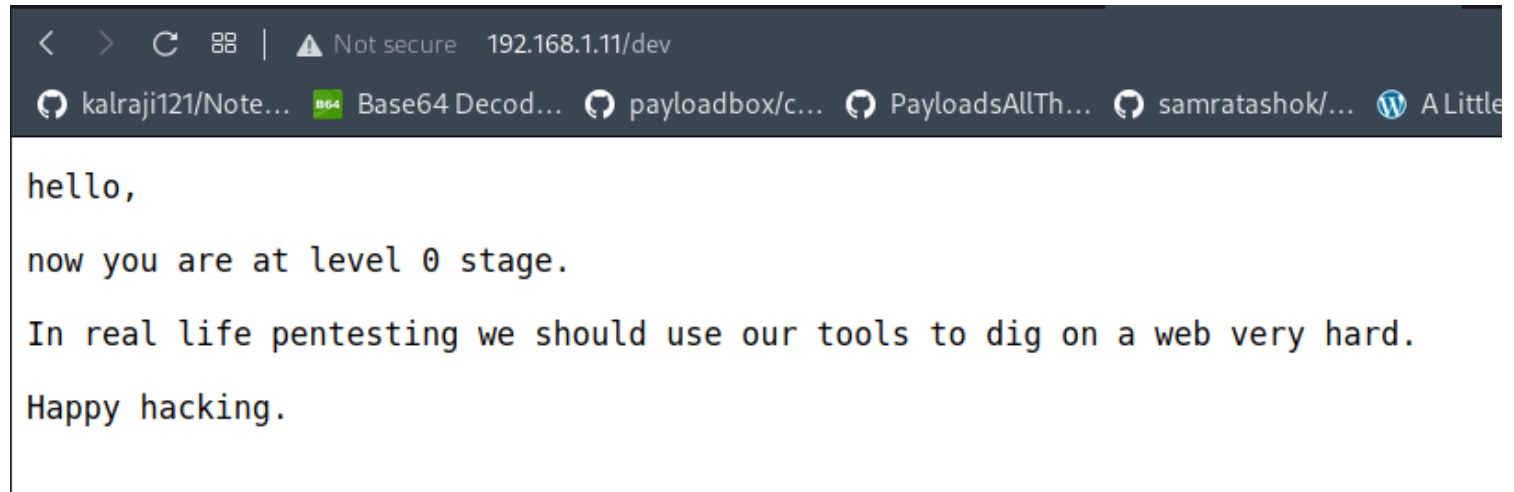 Not secure 192.168.1.11/dev
kalraji121/Note... B64 Base64 Decod... payloadbox/c... PayloadsAllTh... samratashok/... A Little
hello,
now you are at level 0 stage.
In real life pentesting we should use our tools to dig on a web very hard.
Happy hacking.